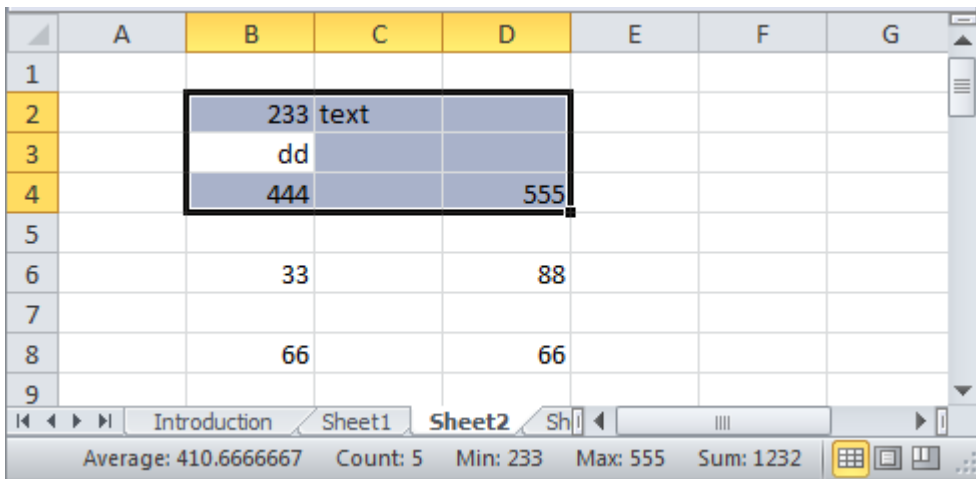 A B C D E F G
1
2 233 text
3 dd
4 444 555
5
6 33 88
7
8 66 66
9
Introduction Sheet1 Sheet2 Sh
Average: 410.6666667 Count: 5 Min: 233 Max: 555 Sum: 1232